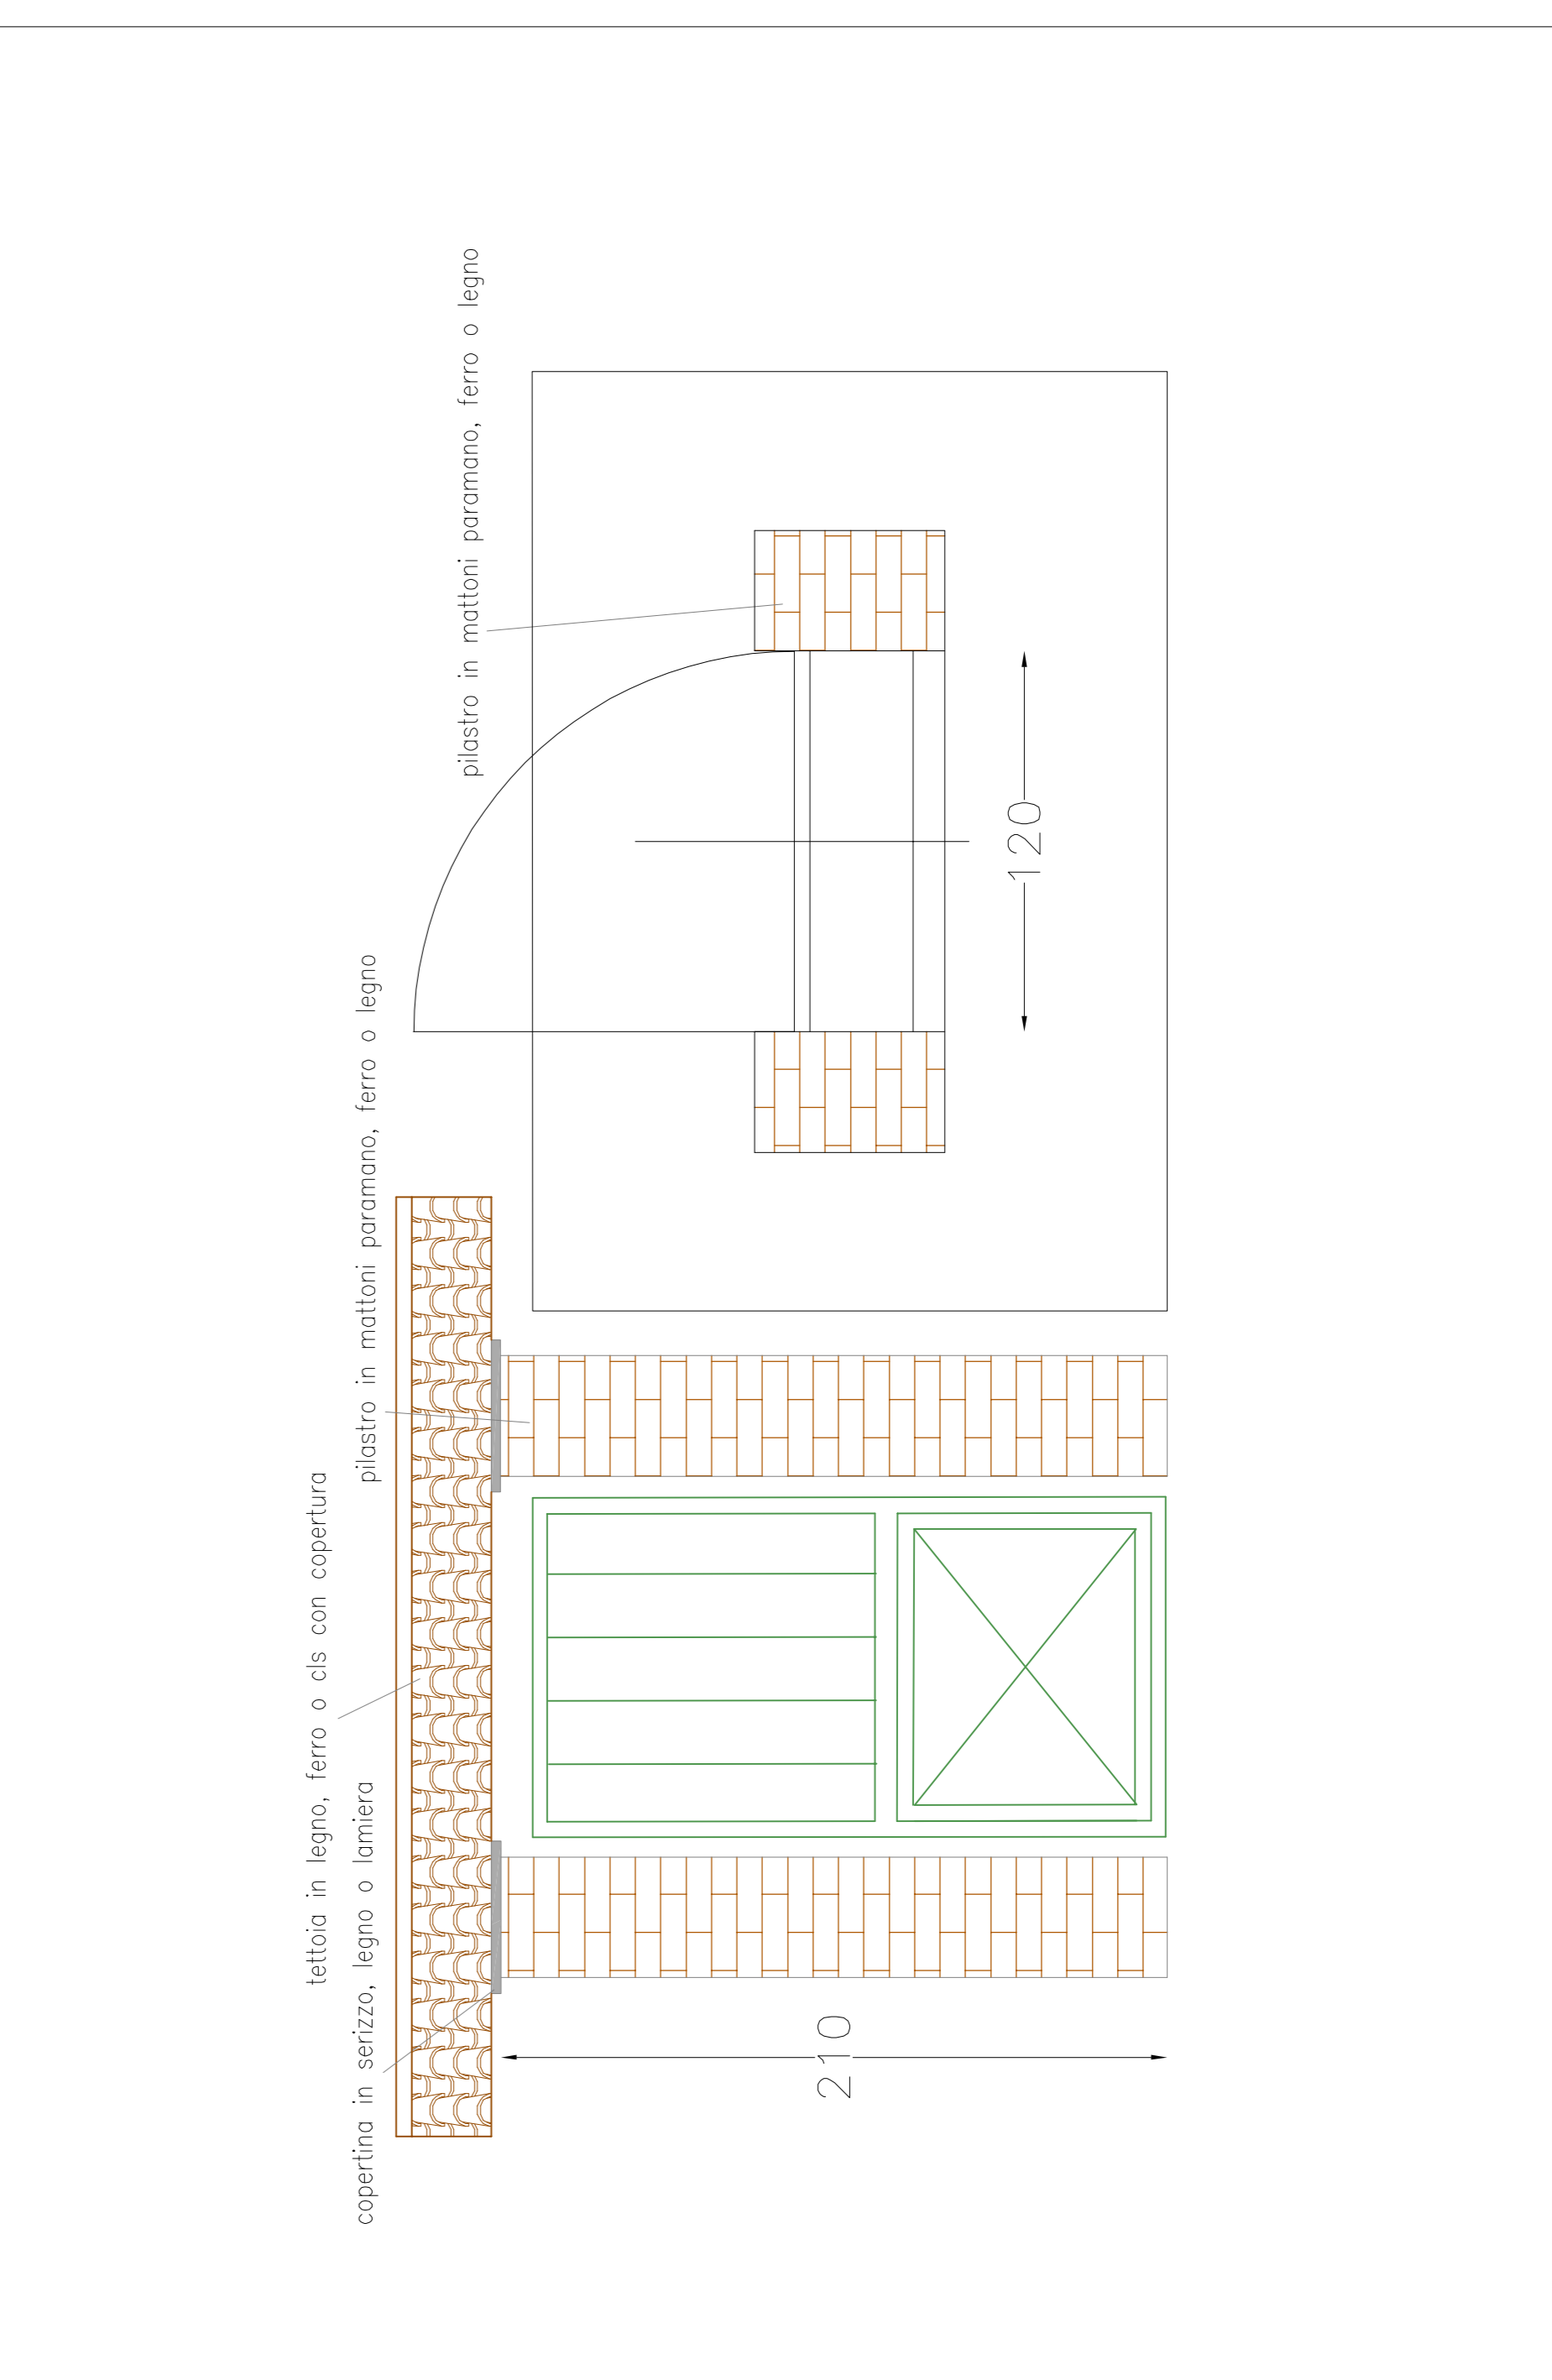 tettoia in legno, ferro o cls con copertura
copertina in serizzo, legno o lamiera
pilastro in mattoni paramano, ferro o legno
pilastro in mattoni paramano, ferro o legno
210
120